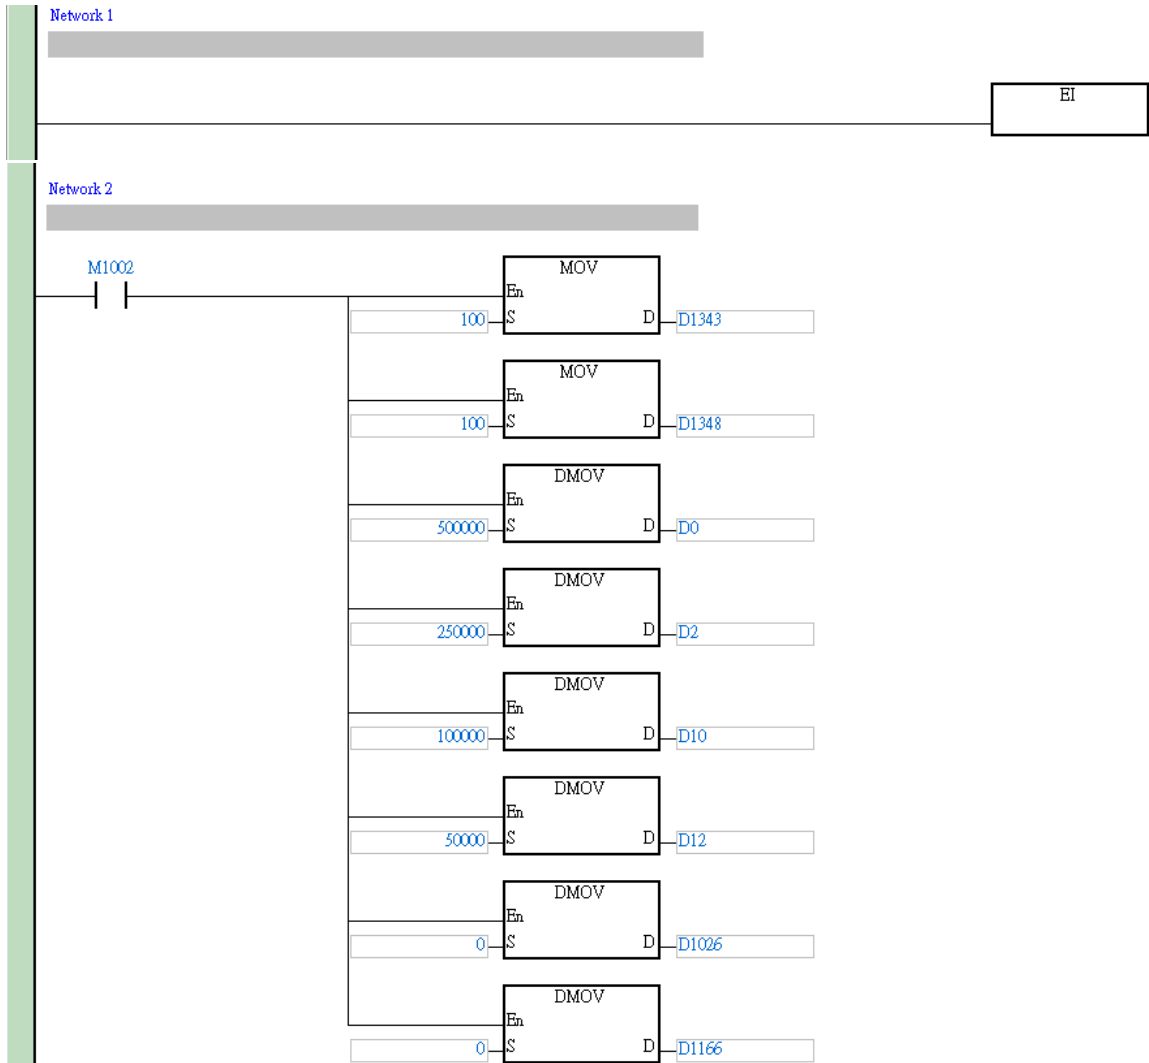 Network 1
EI
Network 2
M1002
MOV
En
100 S D D1343
MOV
En
100 S D D1348
DMOV
En
500000 S D D0
DMOV
En
250000 S D D2
DMOV
En
100000 S D D10
DMOV
En
50000 S D D12
DMOV
En
0 S D D1026
DMOV
En
0 S D D1166